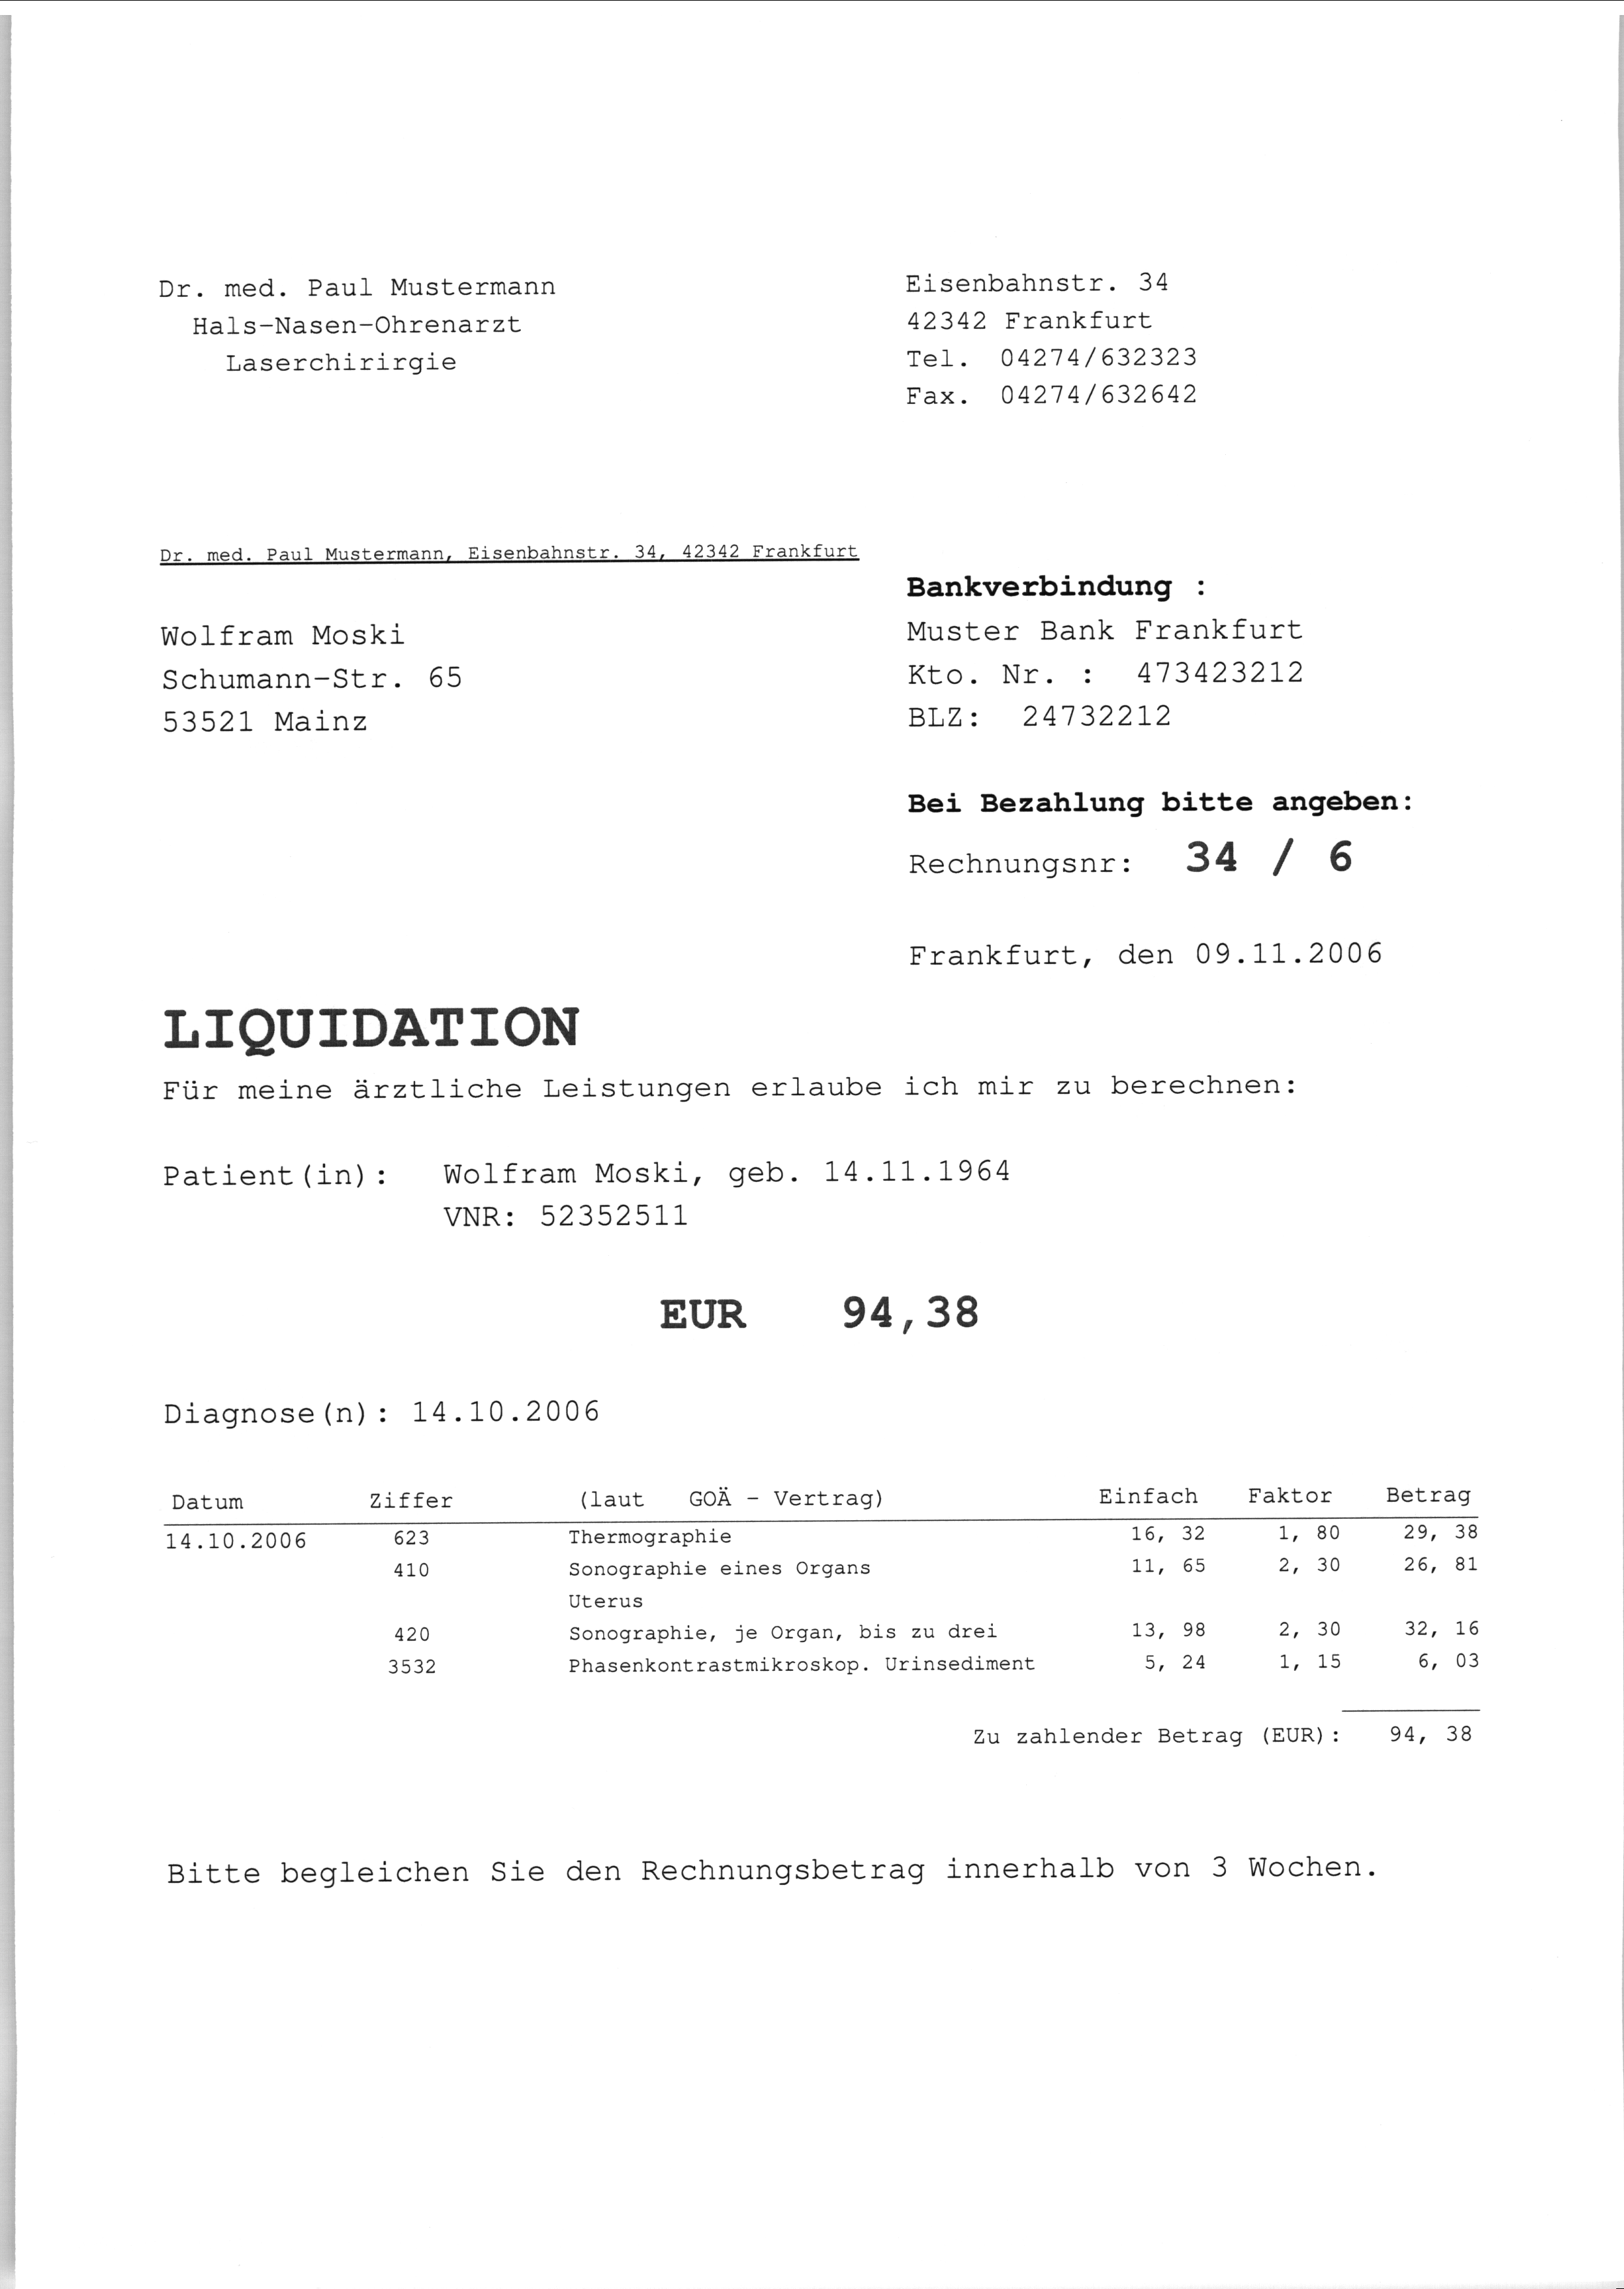 Dr. med. Paul Mustermann
Hals-Nasen-Ohrenarzt
Laserchirirgie
Eisenbahnstr. 34
42342 Frankfurt
Tel. 04274/632323
Fax. 04274/632642
Dr. med. Paul Mustermann, Eisenbahnstr. 34, 42342 Frankfurt
Wolfram Moski
Schumann-Str. 65
53521 Mainz
Bankverbindung :
Muster Bank Frankfurt
Kto. Nr. : 473423212
BLZ: 24732212
Bei Bezahlung bitte angeben:
Rechnungsnr: 34 / 6
Frankfurt, den 09.11.2006
LIQUIDATION
Für meine ärztliche Leistungen erlaube ich mir zu berechnen:
Patient(in): Wolfram Moski, geb. 14.11.1964
VNR: 52352511
EUR 94,38
Diagnose(n): 14.10.2006
Datum Ziffer (laut GOÄ - Vertrag) Einfach Faktor Betrag
14.10.2006 623 Thermographie 16, 32 1, 80 29, 38
410 Sonographie eines Organs 11, 65 2, 30 26, 81
Uterus
420 Sonographie, je Organ, bis zu drei 13, 98 2, 30 32, 16
3532 Phasenkontrastmikroskop. Urinsediment 5, 24 1, 15 6, 03
Zu zahlender Betrag (EUR): 94, 38
Bitte begleichen Sie den Rechnungsbetrag innerhalb von 3 Wochen.